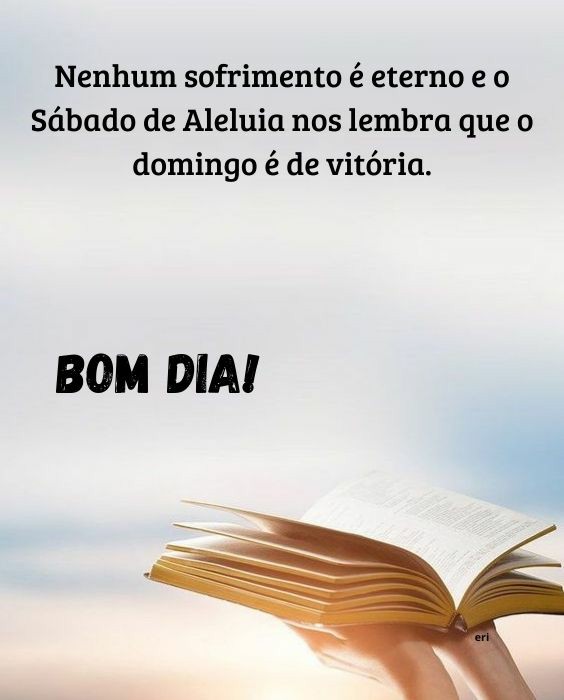 Nenhum sofrimento é eterno e o
Sábado de Aleluia nos lembra que o
domingo é de vitória.
BOM DIA!
eri